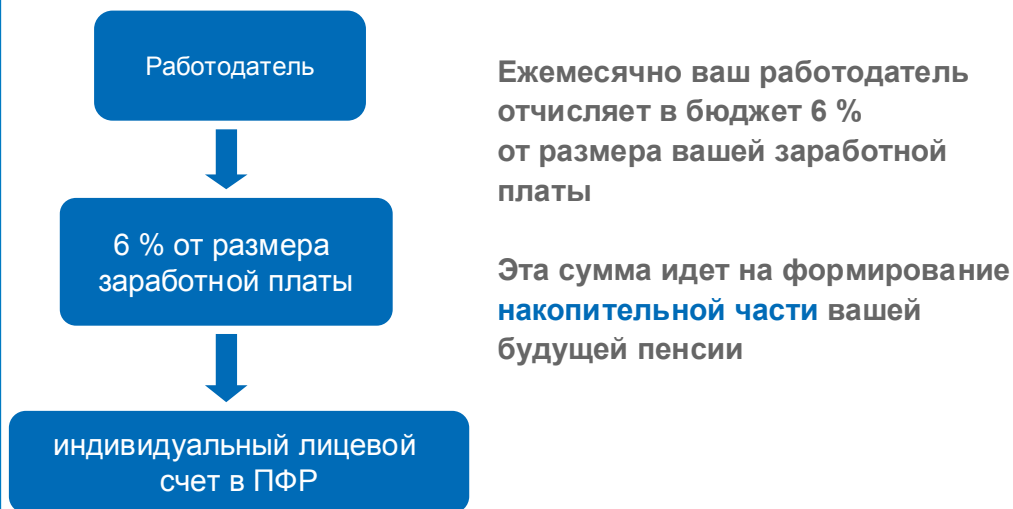 Работодатель
6 % от размера
заработной платы
индивидуальный лицевой
счет в ПФР
Ежемесячно ваш работодатель
отчисляет в бюджет 6 %
от размера вашей заработной
платы
Эта сумма идет на формирование
накопительной части вашей
будущей пенсии